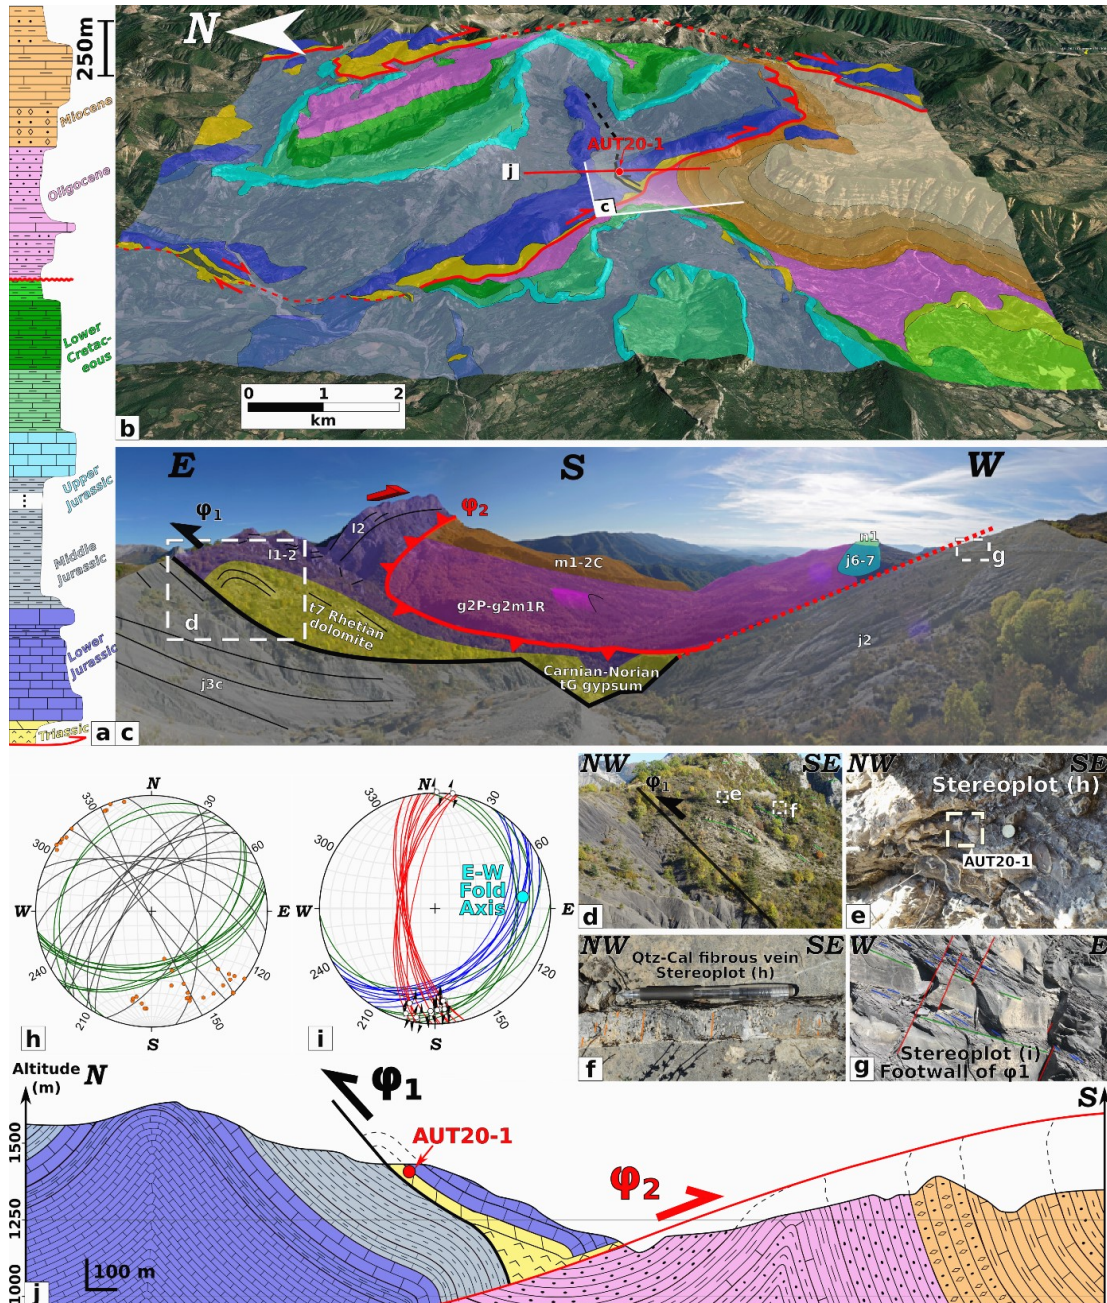 250m
Miocene
Oligocene
Lower
Cretac-
eous
Upper
Jurassic
Middle
Jurassic
Lower
Jurassic
Triassic
a
N
AUT20-1
j
c
0 1 2
km
b
E S W
φ1
φ2
l2
l1-2
m1-2C
n1
j6-7
g
g2P-g2m1R
d
t7 Rhetian
dolomite
j2
Carnian-Norian
tG gypsum
j3c
c
N
330
30
300
60
W E
240
120
210
150
S
h
N
330
30
300
60
E-W
Fold
Axis
W E
240
120
210
150
S
i
NW SE
φ1
e
f
d
NW SE
Stereoplot (h)
AUT20-1
e
NW SE
Qtz-Cal fibrous vein
Stereoplot (h)
f
W E
Stereoplot (i)
Footwall of φ1
g
Altitude
(m)
N
S
φ1
AUT20-1
φ2
1500
1250
1000
100 m
j